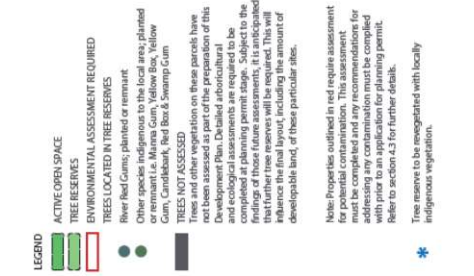 LEGEND
ACTIVE OPEN SPACE
TREE RESERVES
ENVIRONMENTAL ASSESSMENT REQUIRED
TREES LOCATED IN TREE RESERVES
River Red Gums; planted or remnant
Other species indigenous to the local area; planted
or remnant i.e. Manna Gum, Yellow Box, Yellow
Gum, Candlebark, Red Box & Swamp Gum
TREES NOT ASSESSED
Trees and other vegetation on these parcels have
not been assessed as part of the preparation of this
Development Plan. Detailed arboricultural
and ecological assessments are required to be
completed at planning permit stage. Subject to the
findings of those future assessments, it is anticipated
that further tree reserves will be required. This will
influence the final layout, including the amount of
developable land, of these particular sites.
Note: Properties outlined in red require assessment
for potential contamination. This assessment
must be completed and any recommendations for
addressing any contamination must be complied
with prior to an application for planning permit.
Refer to section 4.3 for further details.
Tree reserve to be revegetated with locally
indigenous vegetation.